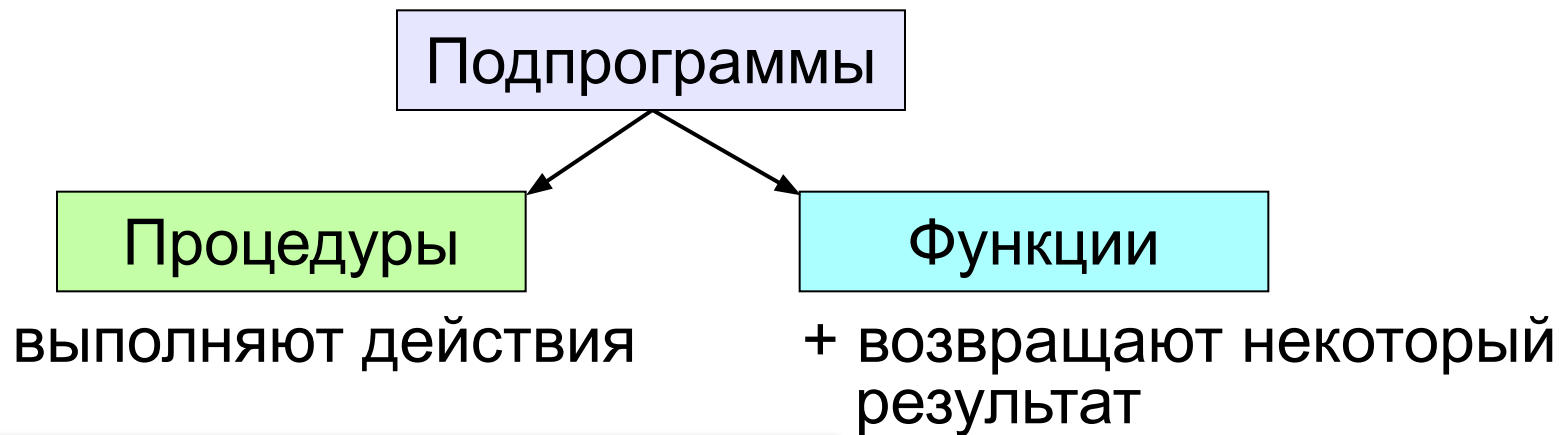 Подпрограммы
Процедуры
Функции
выполняют действия
+ возвращают некоторый
результат